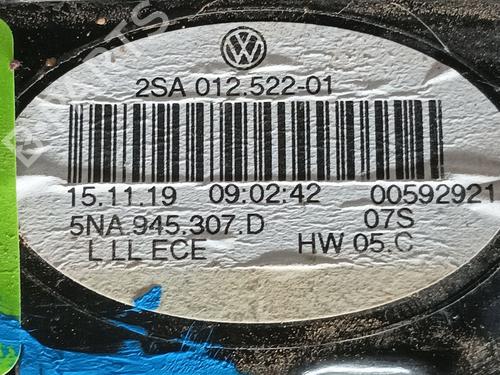 2SA 012.522-01
15.11.19 09:02:42 00592921
5NA.945.307.D 07S
L LL ECE HW 05.C